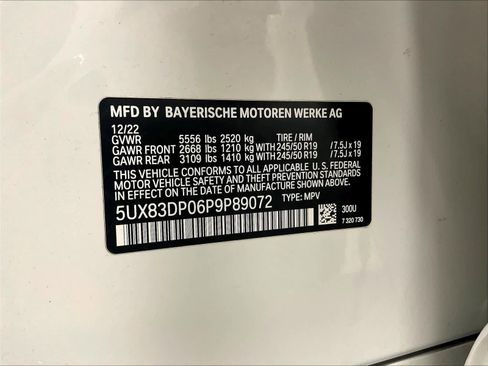 MFD BY BAYERISCHE MOTOREN WERKE AG
12/22
GVWR 5556 lbs 2520 kg TIRE / RIM
GAWR FRONT 2668 lbs 1210 kg WITH 245/50 R19 / 7.5J x 19
GAWR REAR 3109 lbs 1410 kg WITH 245/50 R19 / 7.5J x 19
THIS VEHICLE CONFORMS TO ALL APPLICABLE U. S. FEDERAL
MOTOR VEHICLE SAFETY AND THEFT PREVENTION STANDARDS
IN EFFECT ON THE DATE OF MANUFACTURE SHOWN ABOVE.
5UX83DP06P9P89072 TYPE: MPV
300U
7 320 730